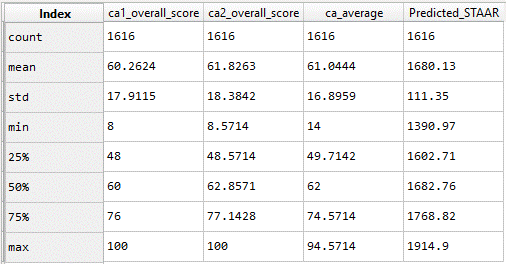 Index ca1_overall_score ca2_overall_score ca_average Predicted_STAAR
count 1616 1616 1616 1616
mean 60.2624 61.8263 61.0444 1680.13
std 17.9115 18.3842 16.8959 111.35
min 8 8.5714 14 1390.97
25% 48 48.5714 49.7142 1602.71
50% 60 62.8571 62 1682.76
75% 76 77.1428 74.5714 1768.82
max 100 100 94.5714 1914.9